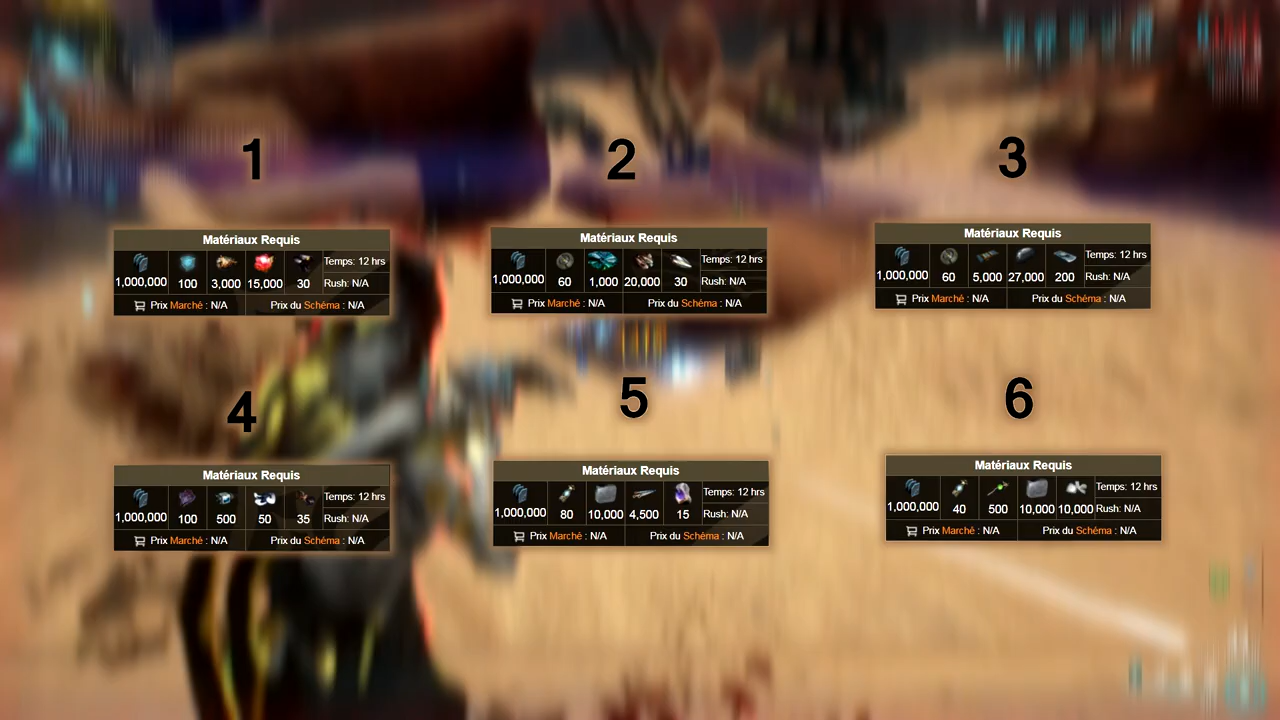 1
Matériaux Requis
1,000,000 100 3,000 15,000 30 Temps: 12 hrs
Rush: N/A
Prix Marché : N/A Prix du Schéma : N/A
2
Matériaux Requis
1,000,000 60 1,000 20,000 30 Temps: 12 hrs
Rush: N/A
Prix Marché : N/A Prix du Schéma : N/A
3
Matériaux Requis
1,000,000 60 5,000 27,000 200 Temps: 12 hrs
Rush: N/A
Prix Marché : N/A Prix du Schéma : N/A
4
Matériaux Requis
1,000,000 100 500 50 35 Temps: 12 hrs
Rush: N/A
Prix Marché : N/A Prix du Schéma : N/A
5
Matériaux Requis
1,000,000 80 10,000 4,500 15 Temps: 12 hrs
Rush: N/A
Prix Marché : N/A Prix du Schéma : N/A
6
Matériaux Requis
1,000,000 40 500 10,000 10,000 Temps: 12 hrs
Rush: N/A
Prix Marché : N/A Prix du Schéma : N/A